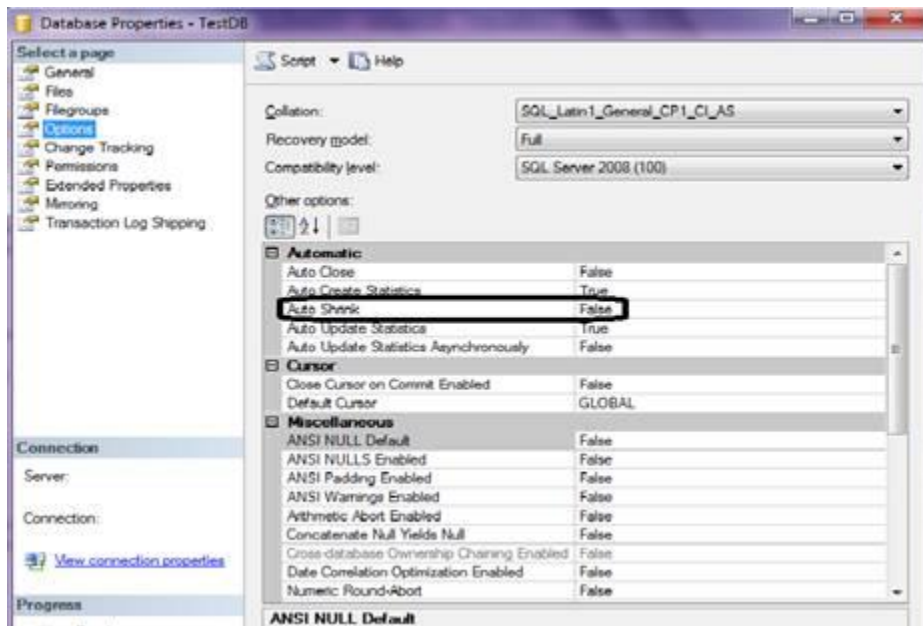 Database Properties - TestDB
Select a page
General
Files
Filegroups
Options
Change Tracking
Permissions
Extended Properties
Mirroring
Transaction Log Shipping
Connection
Server:
Connection:
View connection properties
Progress
Script
Help
Collation: SQL_Latin1_General_CP1_CI_AS
Recovery model: Full
Compatibility level: SQL Server 2008 (100)
Other options:
Automatic
Auto Close False
Auto Create Statistics True
Auto Shrink False
Auto Update Statistics True
Auto Update Statistics Asynchronously False
Cursor
Close Cursor on Commit Enabled False
Default Cursor GLOBAL
Miscellaneous
ANSI NULL Default False
ANSI NULLS Enabled False
ANSI Padding Enabled False
ANSI Warnings Enabled False
Arithmetic Abort Enabled False
Concatenate Null Yields Null False
Cross-database Ownership Chaining Enabled False
Date Correlation Optimization Enabled False
Numeric Round-Abort False
ANSI NULL Default